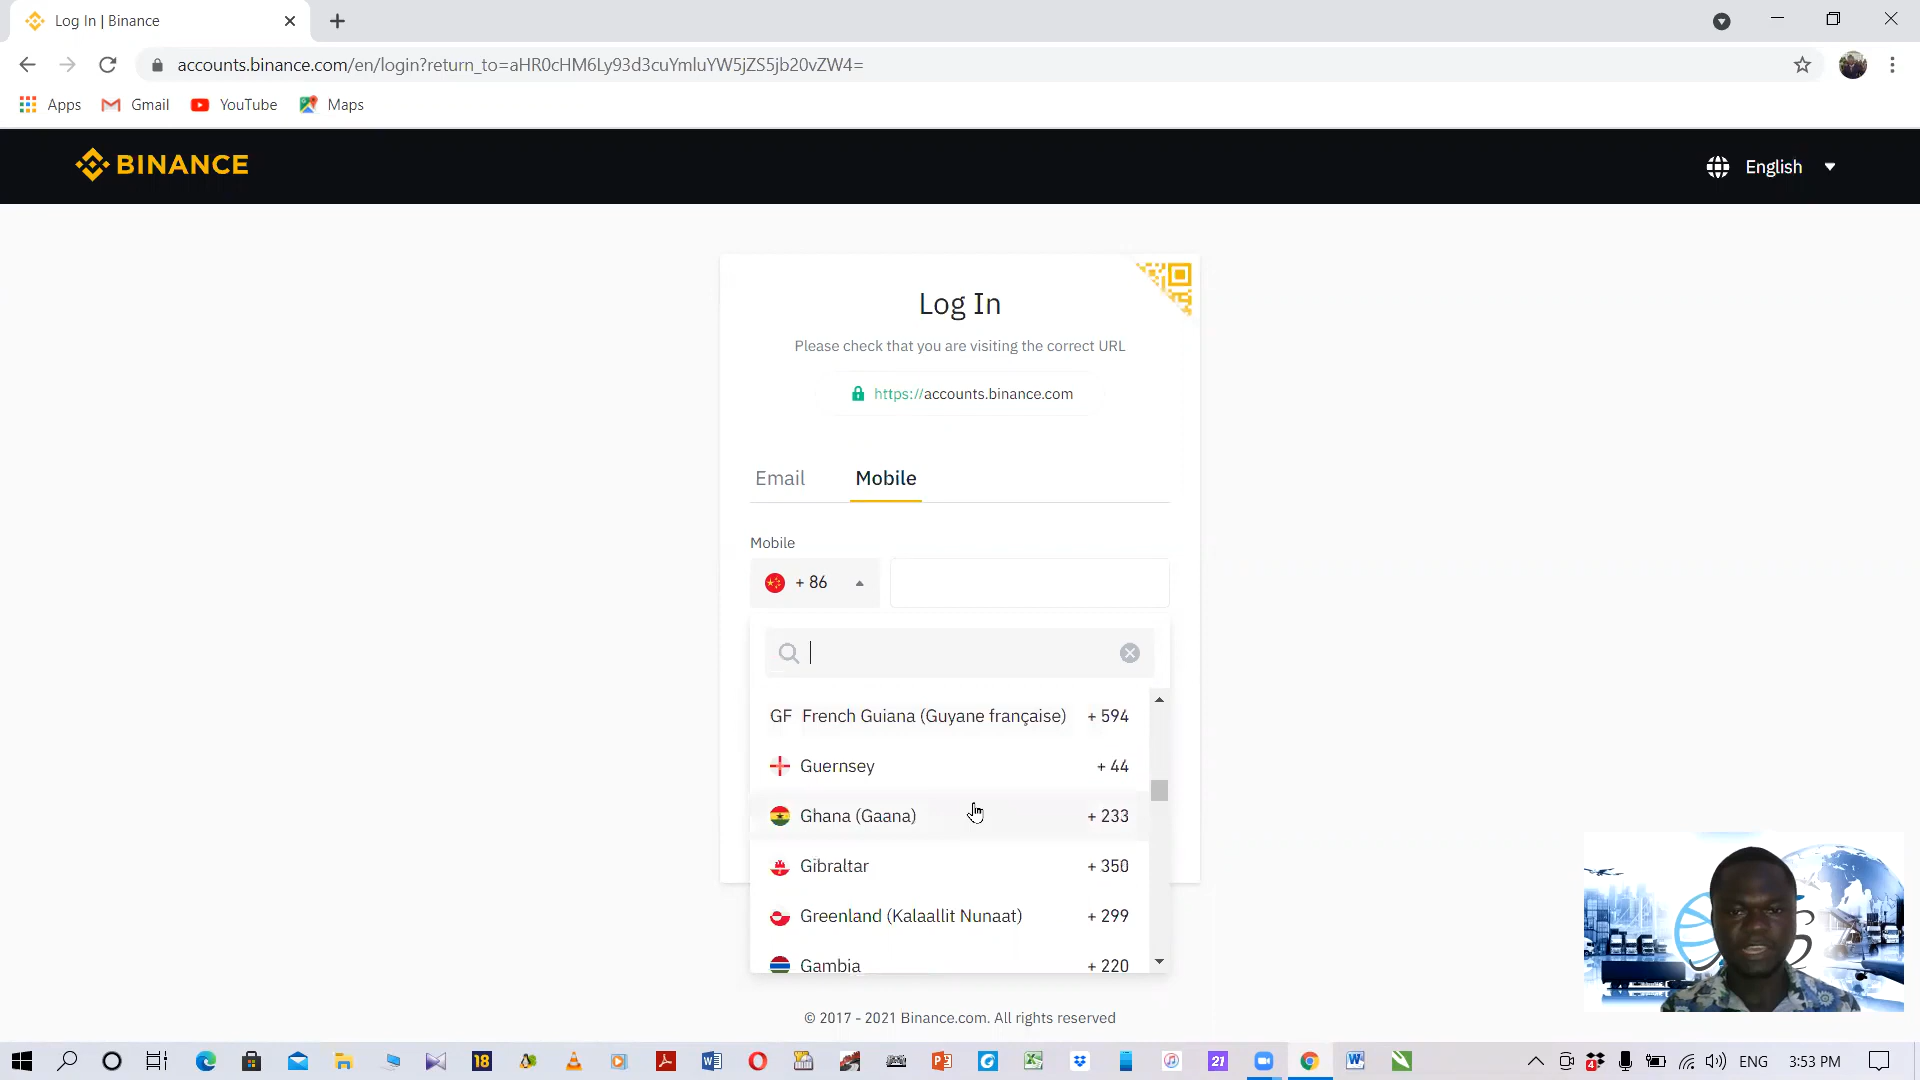 Log In | Binance
accounts.binance.com/en/login?return_to=aHR0cHM6Ly93d3cuYmluYW5jZS5jb20vZW4=
Apps Gmail YouTube Maps
BINANCE
English
Log In
Please check that you are visiting the correct URL
https://accounts.binance.com
Email Mobile
Mobile
+ 86
GF French Guiana (Guyane française) + 594
Guernsey + 44
Ghana (Gaana) + 233
Gibraltar + 350
Greenland (Kalaallit Nunaat) + 299
Gambia + 220
© 2017 - 2021 Binance.com. All rights reserved
18
21
4
ENG 3:53 PM